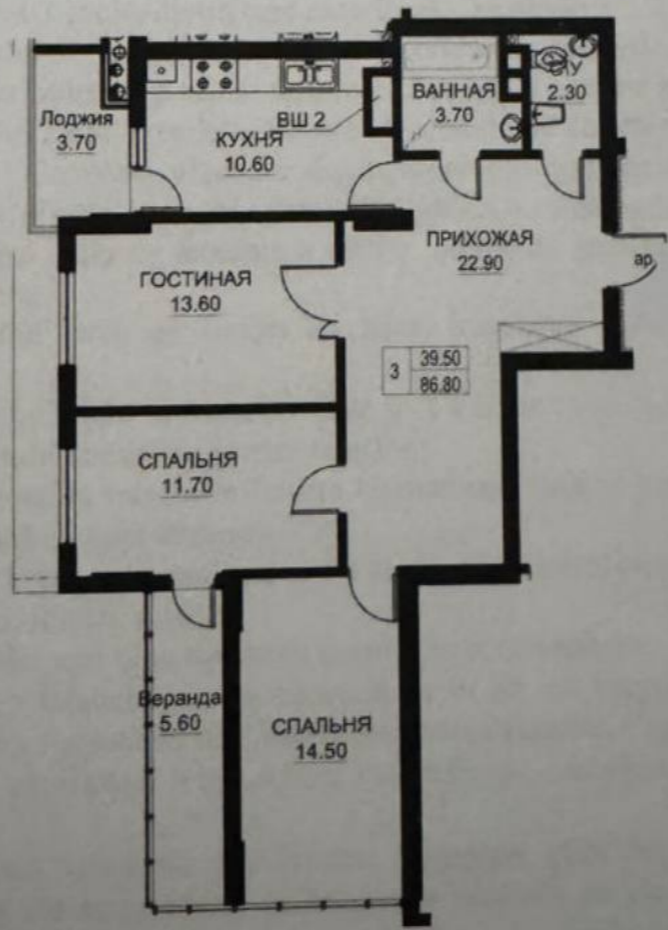 1
Лоджия
3.70
КУХНЯ
10.60
ВШ 2
ВАННАЯ
3.70
С\У
2.30
ПРИХОЖАЯ
22.90
ар.
ГОСТИНАЯ
13.60
3
39.50
86.80
СПАЛЬНЯ
11.70
Веранда
5.60
СПАЛЬНЯ
14.50